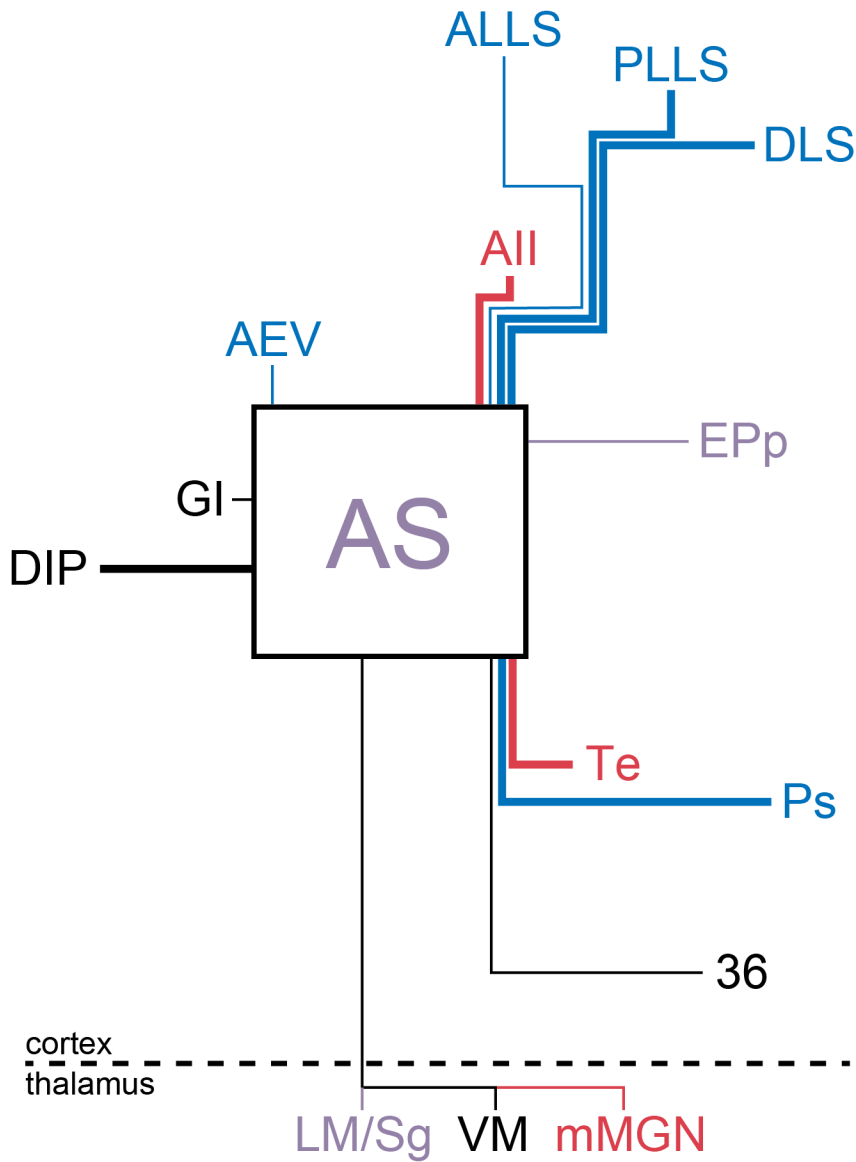 ALLS
PLLS
DLS
AII
AEV
EPp
GI
AS
DIP
Te
Ps
36
cortex
thalamus
LM/Sg VM mMGN